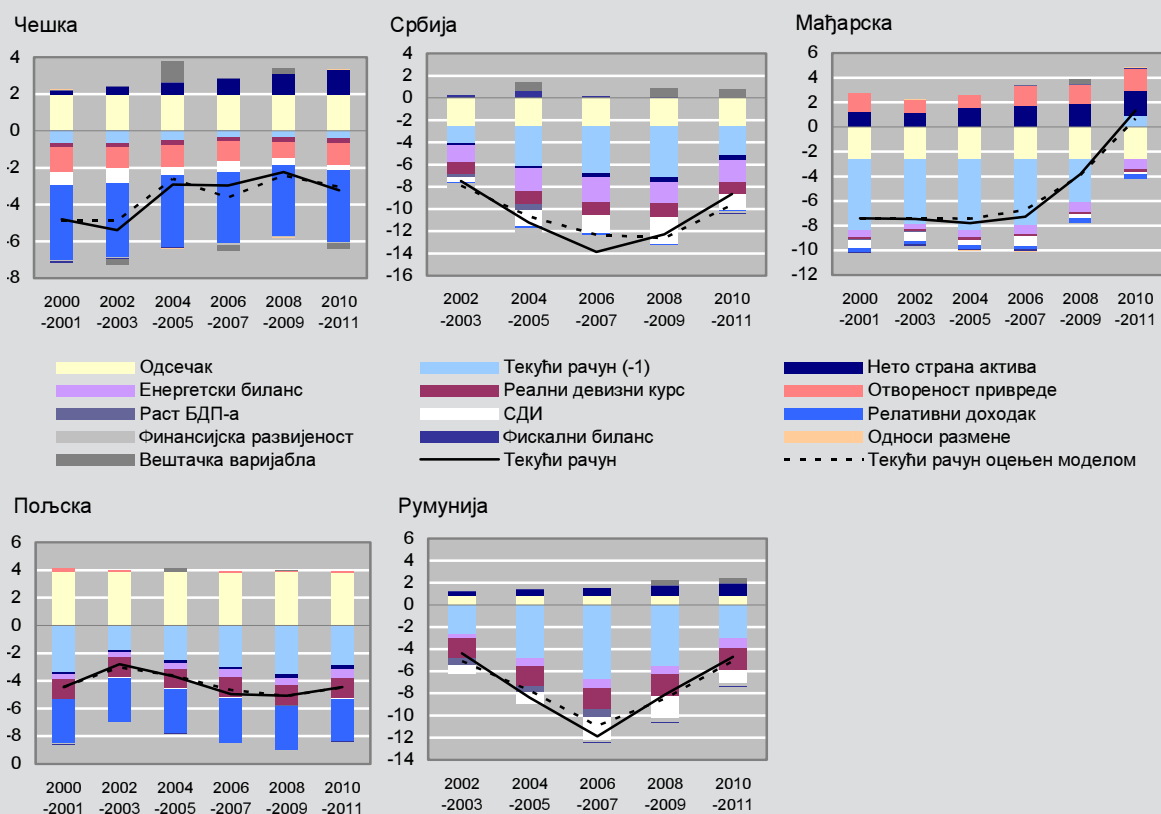 Чешка
4
2
0
-2
-4
-6
-8
2000 2002 2004 2006 2008 2010
-2001 -2003 -2005 -2007 -2009 -2011
Србија
4
2
0
-2
-4
-6
-8
-10
-12
-14
-16
2002 2004 2006 2008 2010
-2003 -2005 -2007 -2009 -2011
Мађарска
6
4
2
0
-2
-4
-6
-8
-10
-12
2000 2002 2004 2006 2008 2010
-2001 -2003 -2005 -2007 -2009 -2011
Одсечак Текући рачун (-1) Нето страна актива
Енергетски биланс Реални девизни курс Отвореност привреде
Раст БДП-а СДИ Релативни доходак
Финансијска развијеност Фискални биланс Односи размене
Вештачка варијабла Текући рачун Текући рачун оцењен моделом
Пољска
6
4
2
0
-2
-4
-6
-8
0
2000 2002 2004 2006 2008 2010
-2001 -2003 -2005 -2007 -2009 -2011
Румунија
6
4
2
0
-2
-4
-6
-8
-10
-12
-14
2002 2004 2006 2008 2010
-2003 -2005 -2007 -2009 -2011